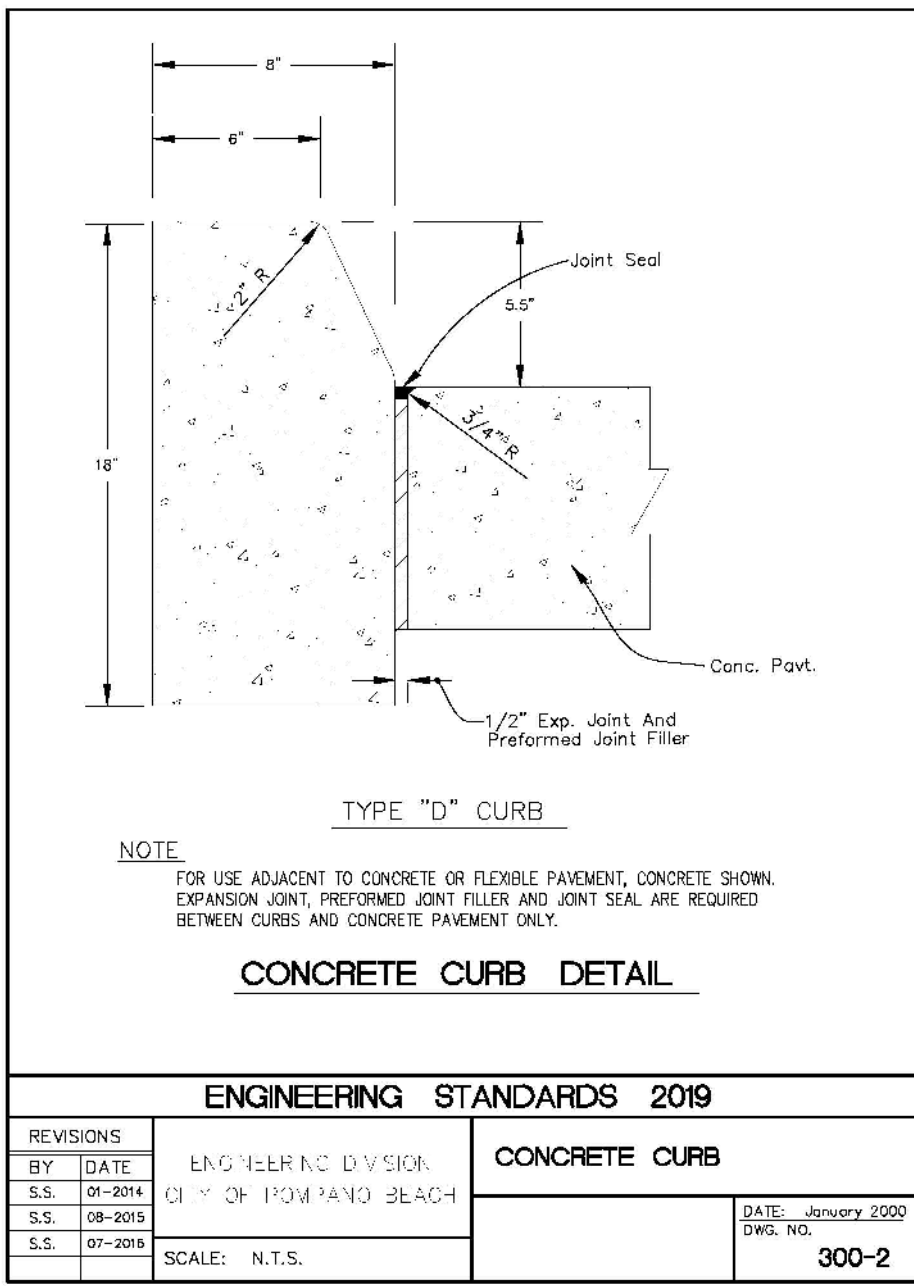 8"
6"
Joint Seal
2" R
5.5"
3/4" R
18"
Conc. Pavt.
1/2" Exp. Joint And
Preformed Joint Filler
TYPE "D" CURB
NOTE
FOR USE ADJACENT TO CONCRETE OR FLEXIBLE PAVEMENT, CONCRETE SHOWN.
EXPANSION JOINT, PREFORMED JOINT FILLER AND JOINT SEAL ARE REQUIRED
BETWEEN CURBS AND CONCRETE PAVEMENT ONLY.
CONCRETE CURB DETAIL
ENGINEERING STANDARDS 2019
REVISIONS
BY DATE
S.S. 01-2014
S.S. 08-2015
S.S. 07-2016
ENGINEERING DIVISION
CITY OF POMPANO BEACH
SCALE: N.T.S.
CONCRETE CURB
DATE: January 2000
DWG. NO.
300-2